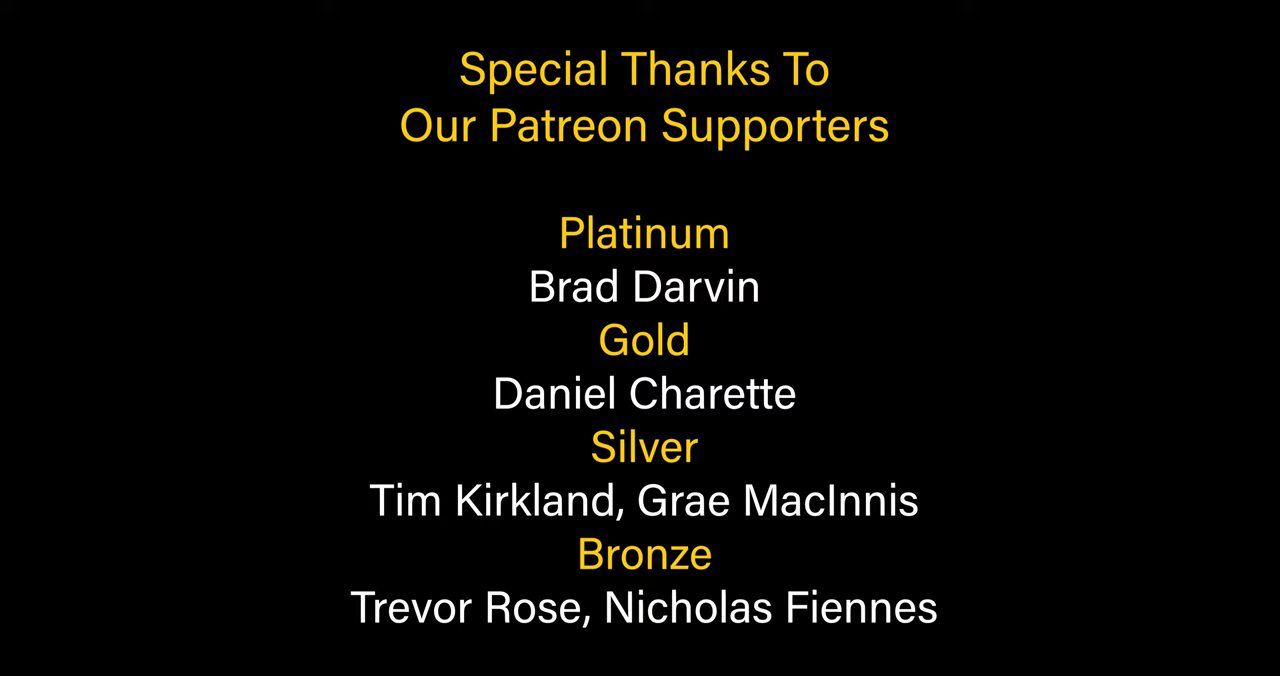 Special Thanks To
Our Patreon Supporters
Platinum
Brad Darvin
Gold
Daniel Charette
Silver
Tim Kirkland, Grae MacInnis
Bronze
Trevor Rose, Nicholas Fiennes